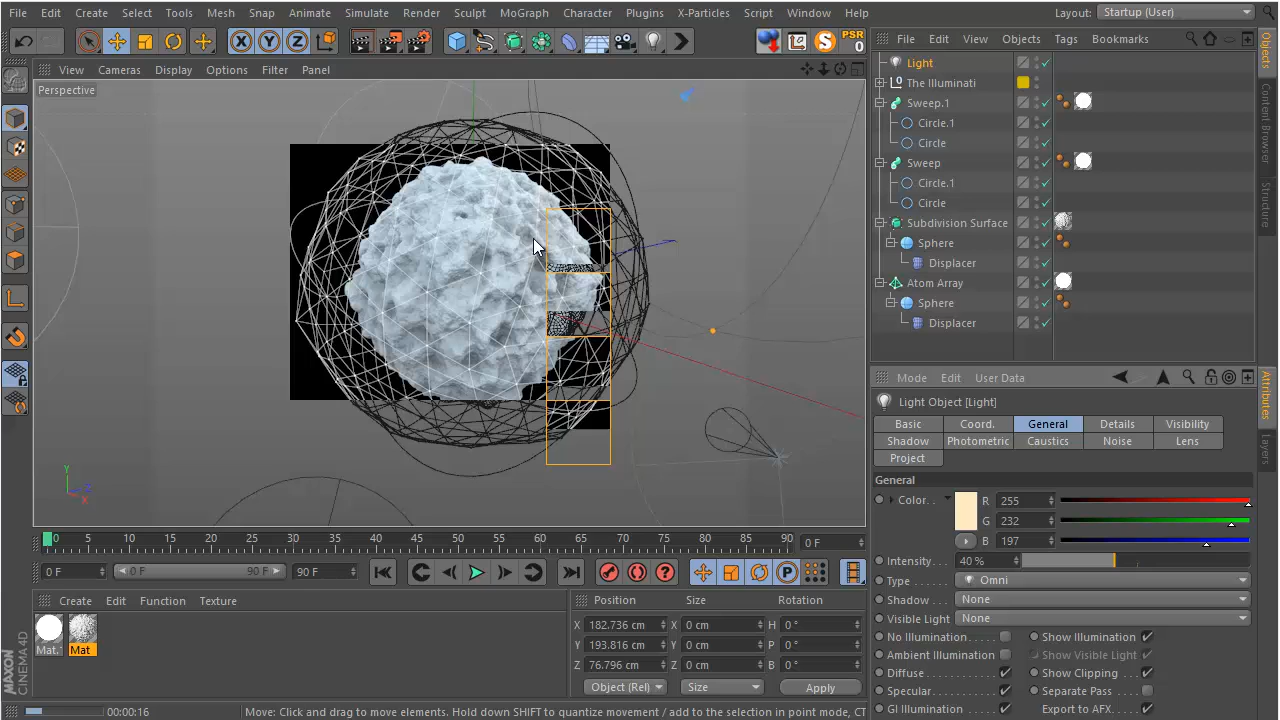 File Edit Create Select Tools Mesh Snap Animate Simulate Render Sculpt MoGraph Character Plugins X-Particles Script Window Help Layout: Startup (User)
X Y Z PSR 0
File Edit View Objects Tags Bookmarks
View Cameras Display Options Filter Panel
Perspective
Light
The Illuminati
Sweep.1
Circle.1
Circle
Sweep
Circle.1
Circle
Subdivision Surface
Sphere
Displacer
Atom Array
Sphere
Displacer
Objects
Content Browser
Structure
Mode Edit User Data
Light Object [Light]
Basic Coord. General Details Visibility
Shadow Photometric Caustics Noise Lens
Project
General
Color. . R 255
G 232
B 197
Intensity. 40 %
Type . . . Omni
Shadow . . . None
Visible Light None
No Illumination Show Illumination
Ambient Illumination Show Visible Light
Diffuse Show Clipping
Specular Separate Pass
GI Illumination Export to AFX.
Attributes
Layers
Y Z X
0 5 10 15 20 25 30 35 40 45 50 55 60 65 70 75 80 85 90 0 F
0 F 0 F 90 F 90 F
Create Edit Function Texture
Mat. Mat
Position Size Rotation
X 182.736 cm X 0 cm H 0 °
Y 193.816 cm Y 0 cm P 0 °
Z 76.796 cm Z 0 cm B 0 °
Object (Rel) Size Apply
MAXON CINEMA 4D
00:00:16 Move: Click and drag to move elements. Hold down SHIFT to quantize movement / add to the selection in point mode, CT